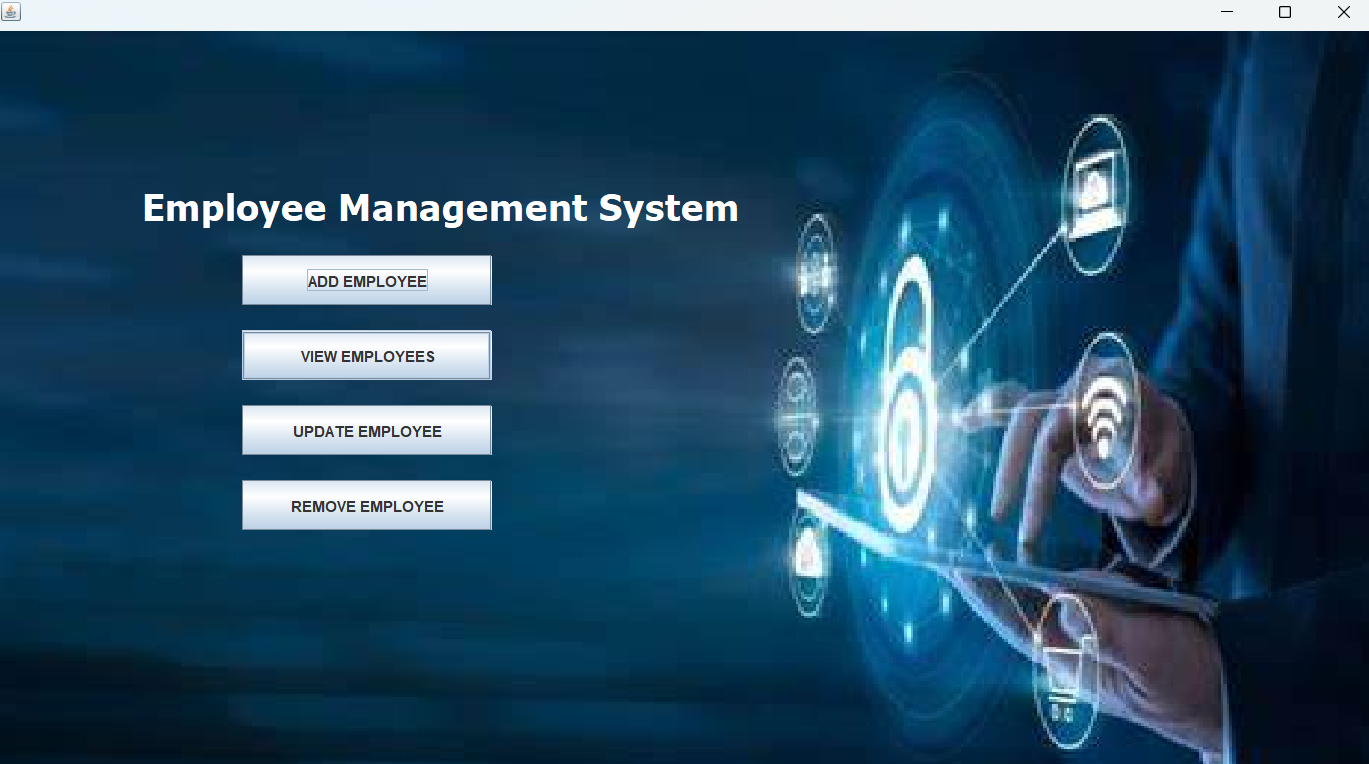 Employee Management System
ADD EMPLOYEE
VIEW EMPLOYEES
UPDATE EMPLOYEE
REMOVE EMPLOYEE